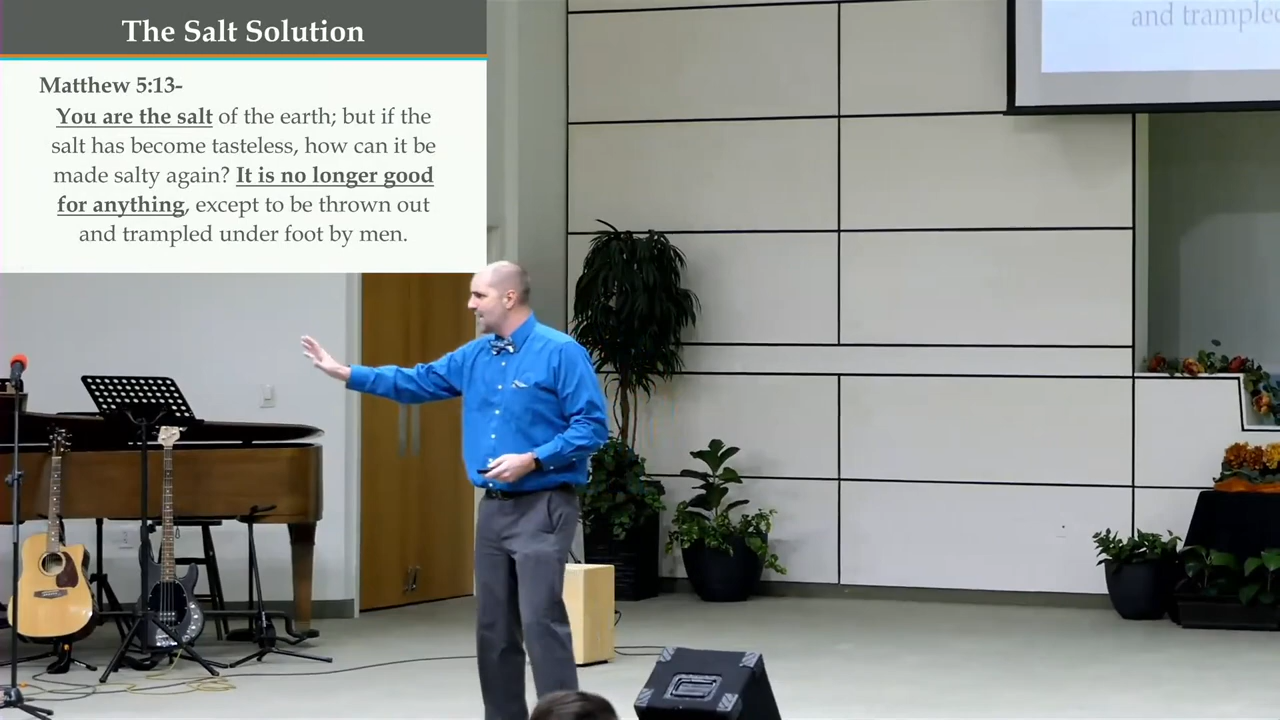 The Salt Solution
Matthew 5:13-
You are the salt of the earth; but if the
salt has become tasteless, how can it be
made salty again? It is no longer good
for anything, except to be thrown out
and trampled under foot by men.
and trampled